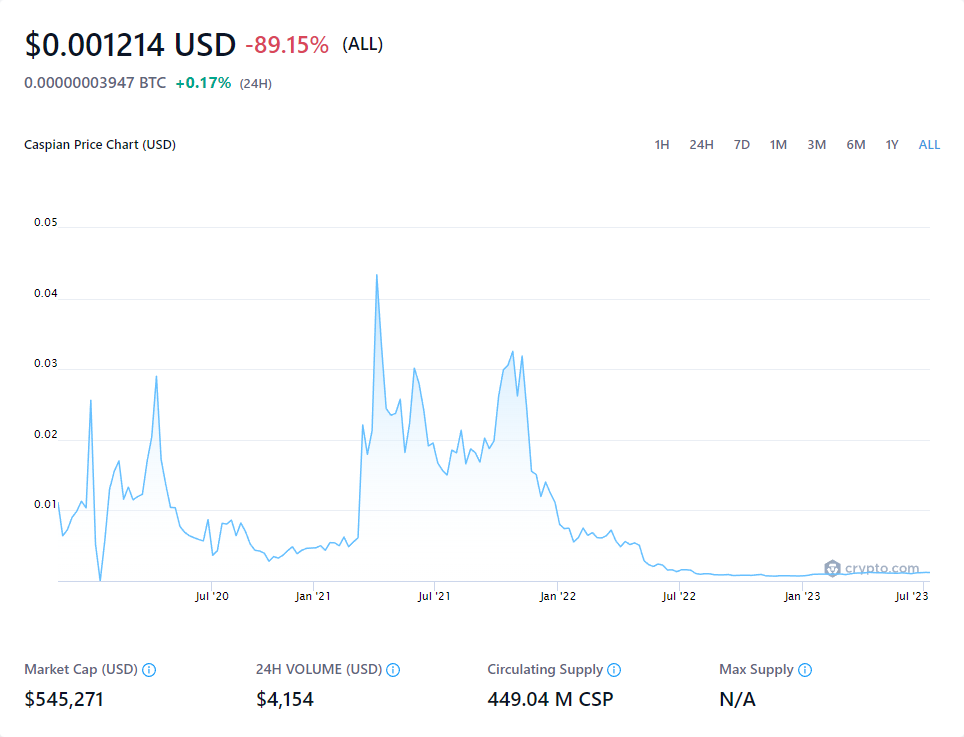 $0.001214 USD -89.15% (ALL)
0.00000003947 BTC +0.17% (24H)
Caspian Price Chart (USD) 1H 24H 7D 1M 3M 6M 1Y ALL
0.05
0.04
0.03
0.02
0.01
crypto.com
Jul '20 Jan '21 Jul '21 Jan '22 Jul '22 Jan '23 Jul '23
Market Cap (USD) 24H VOLUME (USD) Circulating Supply Max Supply
$545,271 $4,154 449.04 M CSP N/A